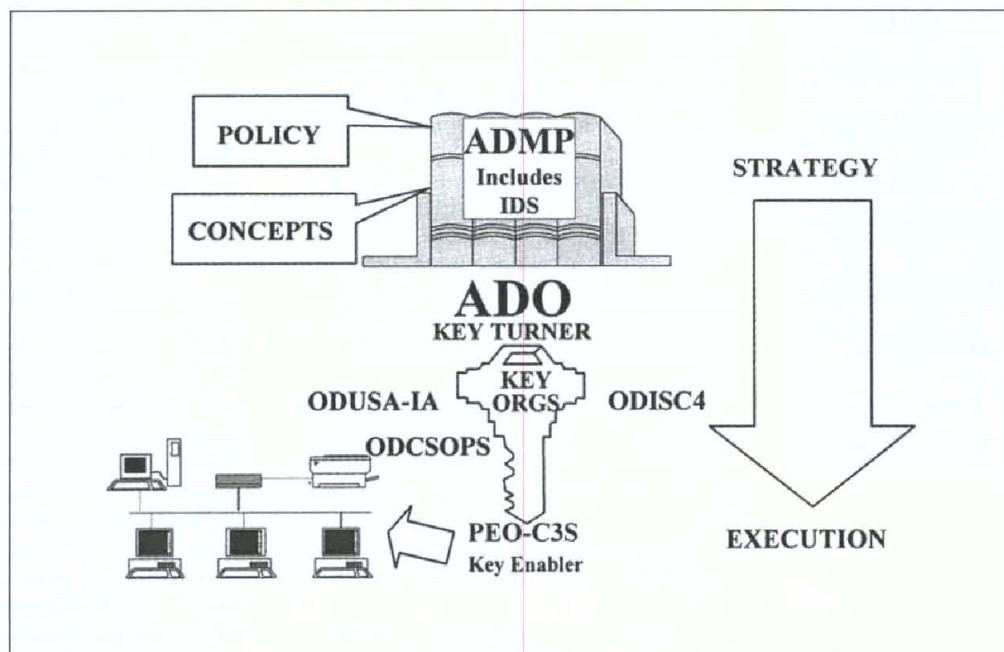 POLICY
CONCEPTS
ADMP
Includes
IDS
STRATEGY
ADO
KEY TURNER
KEY
ORGS
ODUSA-IA
ODISC4
ODCSOPS
PEO-C3S
Key Enabler
EXECUTION